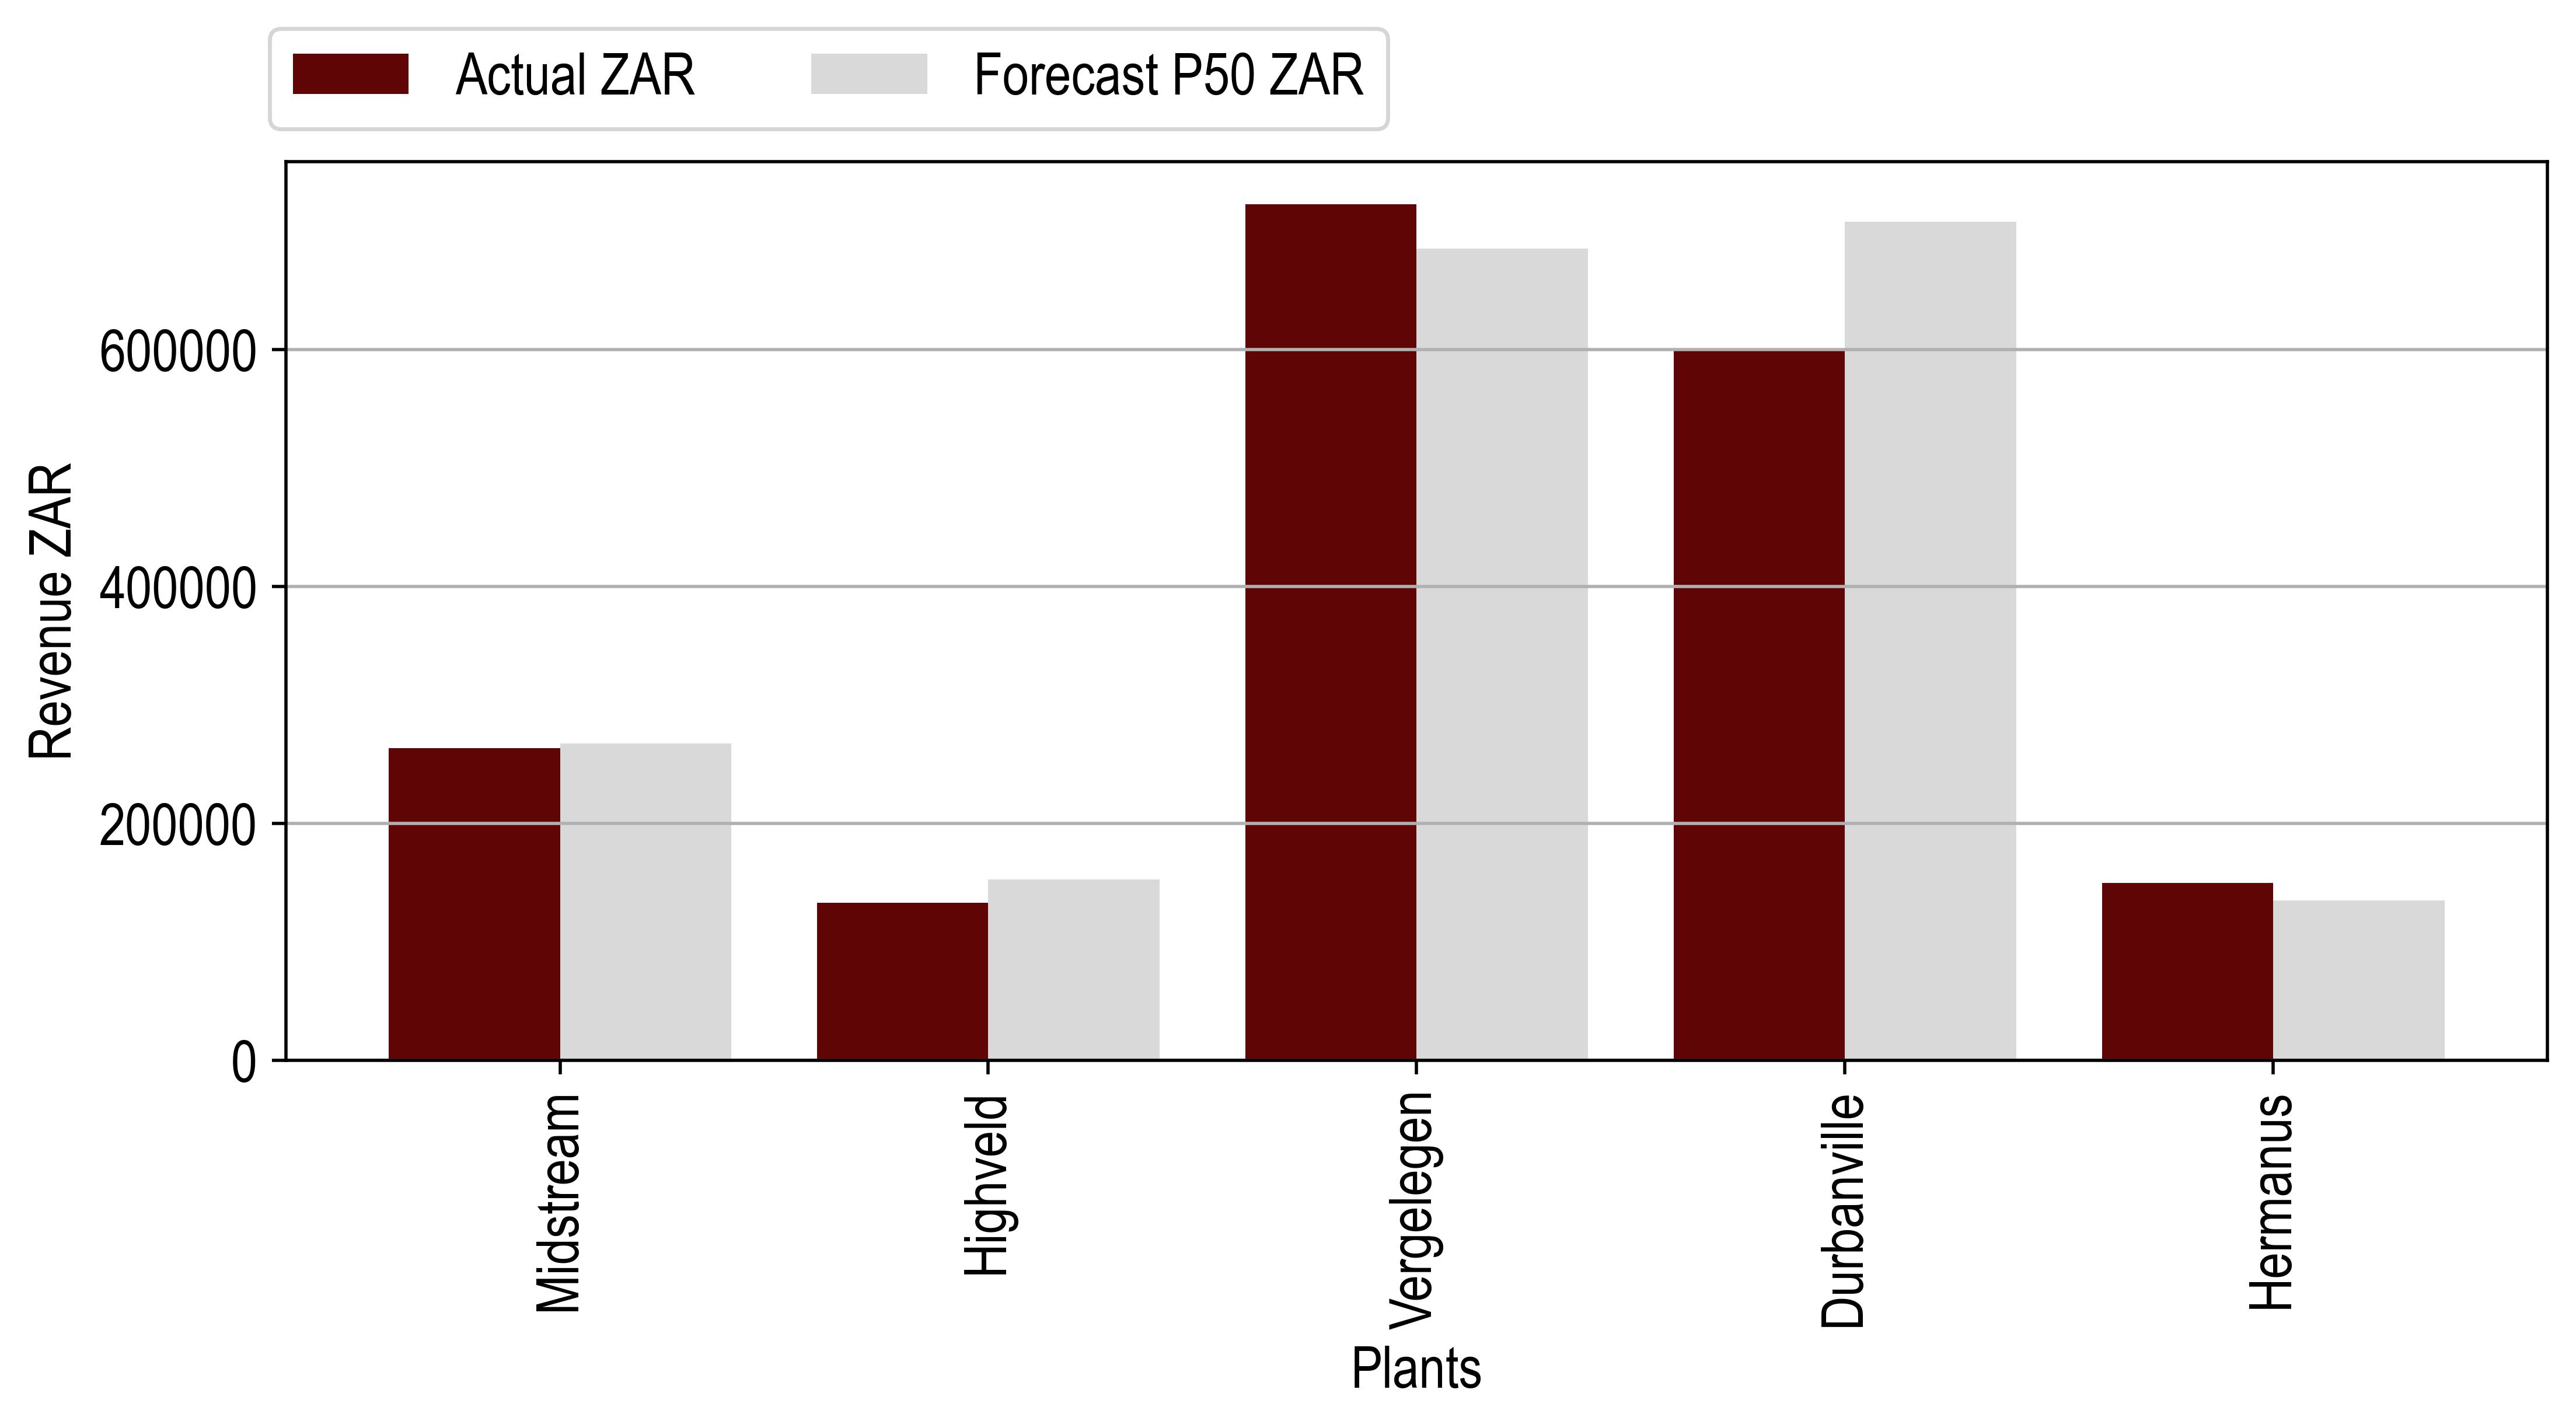 Actual ZAR Forecast P50 ZAR
Revenue ZAR
600000
400000
200000
0
Midstream
Highveld
Vergelegen
Durbanville
Hermanus
Plants